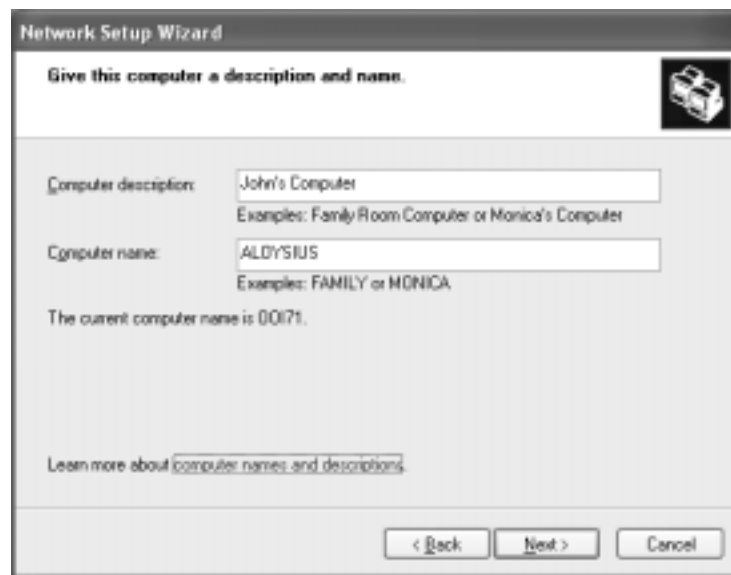 Network Setup Wizard
Give this computer a description and name.
Computer description: John's Computer
Examples: Family Room Computer or Monica's Computer
Computer name: ALOYSIUS
Examples: FAMILY or MONICA
The current computer name is OOI71.
Learn more about computer names and descriptions.
< Back Next > Cancel